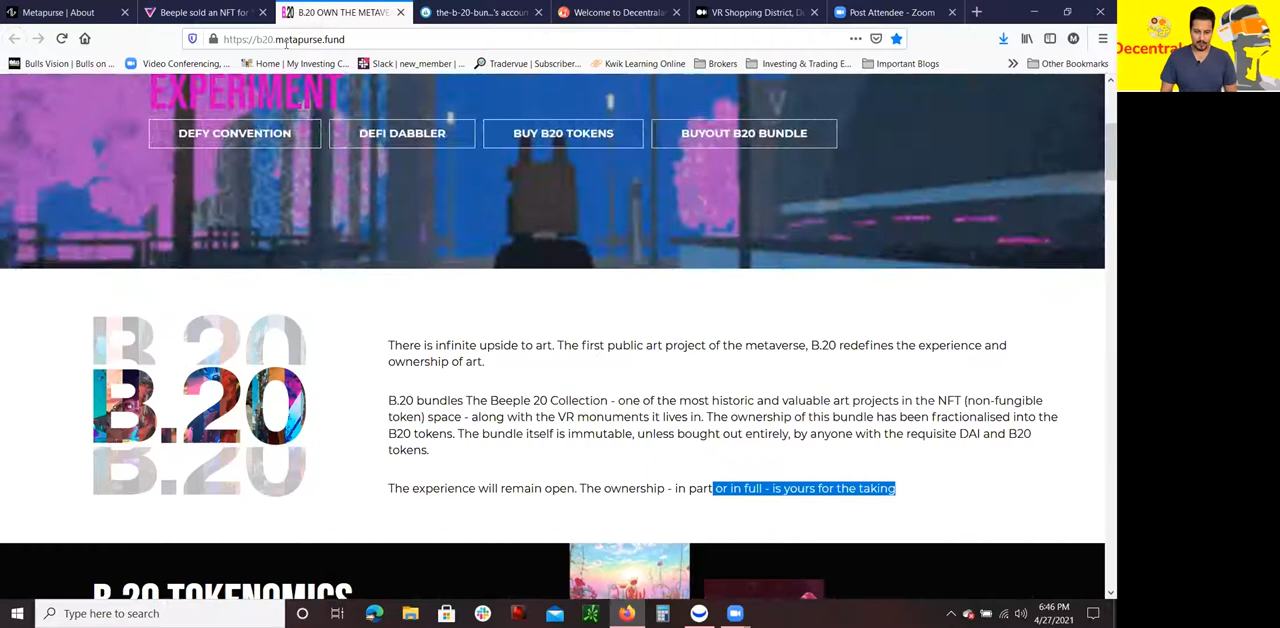 Metapurse | About
Beeple sold an NFT for
B.20 OWN THE METAVE
the-b-20-bun...'s accou
Welcome to Decentrala
VR Shopping District, D
Post Attendee - Zoom
https://b20.metapurse.fund
Bulls Vision | Bulls on ...
Video Conferencing, ...
Home | My Investing C...
Slack | new_member | ...
Tradervue | Subscriber...
Kwik Learning Online
Brokers
Investing & Trading E...
Important Blogs
Other Bookmarks
Decentral
EXPERIMENT
DEFY CONVENTION
DEFI DABBLER
BUY B20 TOKENS
BUYOUT B20 BUNDLE
B.20
B.20
B.20
There is infinite upside to art. The first public art project of the metaverse, B.20 redefines the experience and
ownership of art.
B.20 bundles The Beeple 20 Collection - one of the most historic and valuable art projects in the NFT (non-fungible
token) space - along with the VR monuments it lives in. The ownership of this bundle has been fractionalised into the
B20 tokens. The bundle itself is immutable, unless bought out entirely, by anyone with the requisite DAI and B20
tokens.
The experience will remain open. The ownership - in part or in full - is yours for the taking
B.20 TOKENOMICS
Type here to search
6:46 PM
4/27/2021